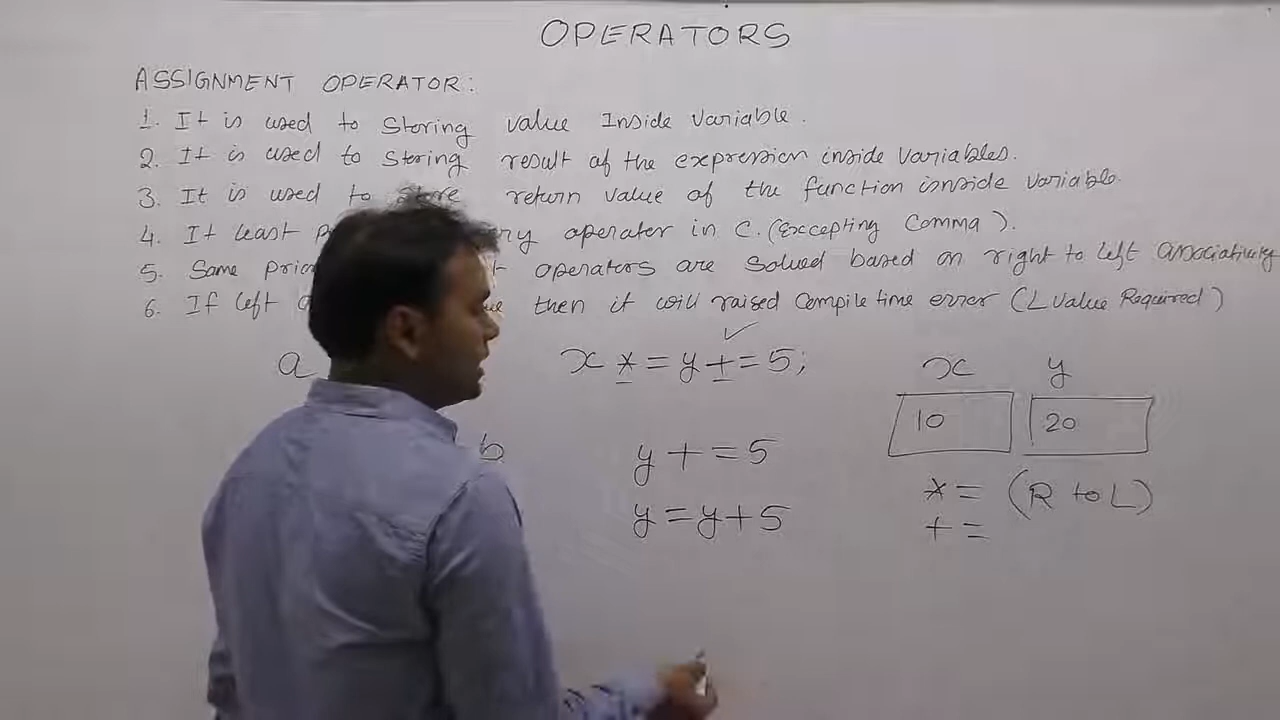 OPERATORS
ASSIGNMENT OPERATOR:
1. It is used to Storing value Inside Variable.
2. It is used to Storing result of the expression inside Variables.
3. It is used to Store return value of the function inside Variable.
4. It least operator in C. (Excepting Comma).
5. Same operators are Solved based on right to left associativity
6. If left then it will raised Compile time error (L value Required)
a x *= y += 5; x y
10 20
b y += 5
*= (R to L)
y = y + 5 +=